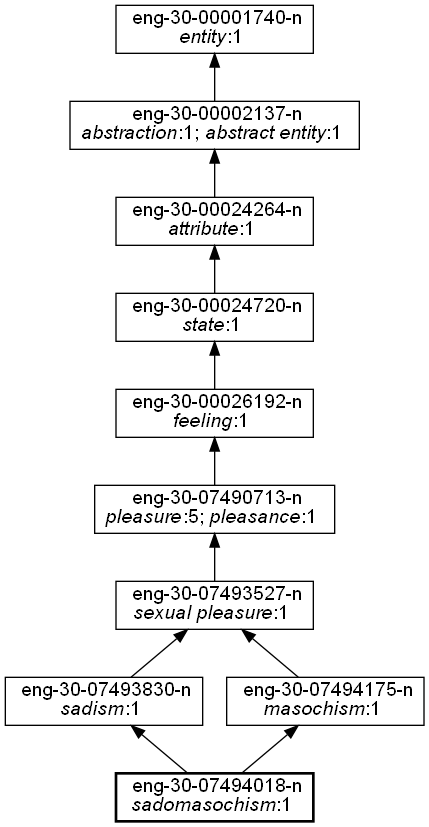 eng-30-00001740-n
entity:1
eng-30-00002137-n
abstraction:1; abstract entity:1
eng-30-00024264-n
attribute:1
eng-30-00024720-n
state:1
eng-30-00026192-n
feeling:1
eng-30-07490713-n
pleasure:5; pleasance:1
eng-30-07493527-n
sexual pleasure:1
eng-30-07493830-n
sadism:1
eng-30-07494175-n
masochism:1
eng-30-07494018-n
sadomasochism:1